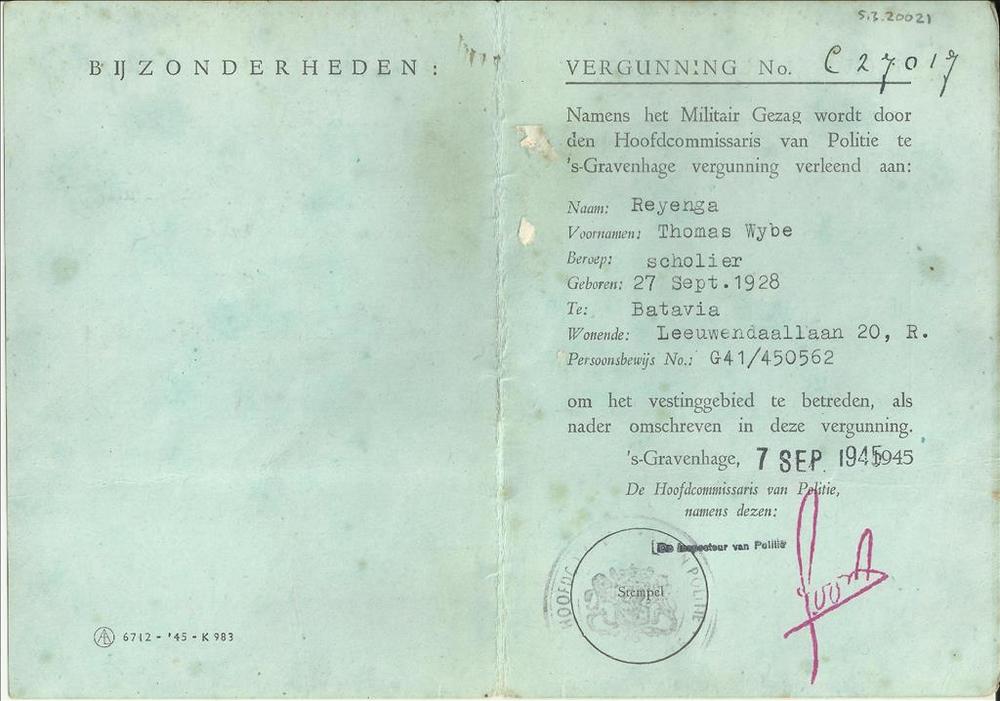 5.3.20021
BIJZONDERHEDEN:
6712 - '45 - K 983
VERGUNNING No. C 27017
Namens het Militair Gezag wordt door
den Hoofdcommissaris van Politie te
's-Gravenhage vergunning verleend aan:
Naam: Reyenga
Voornamen: Thomas Wybe
Beroep: scholier
Geboren: 27 Sept.1928
Te: Batavia
Wonende: Leeuwendaallaan 20, R.
Persoonsbewijs No.: G41/450562
om het vestinggebied te betreden, als
nader omschreven in deze vergunning.
's-Gravenhage, 7 SEP. 1945 1945
De Hoofdcommissaris van Politie,
namens dezen:
De Inspecteur van Politie
Stempel